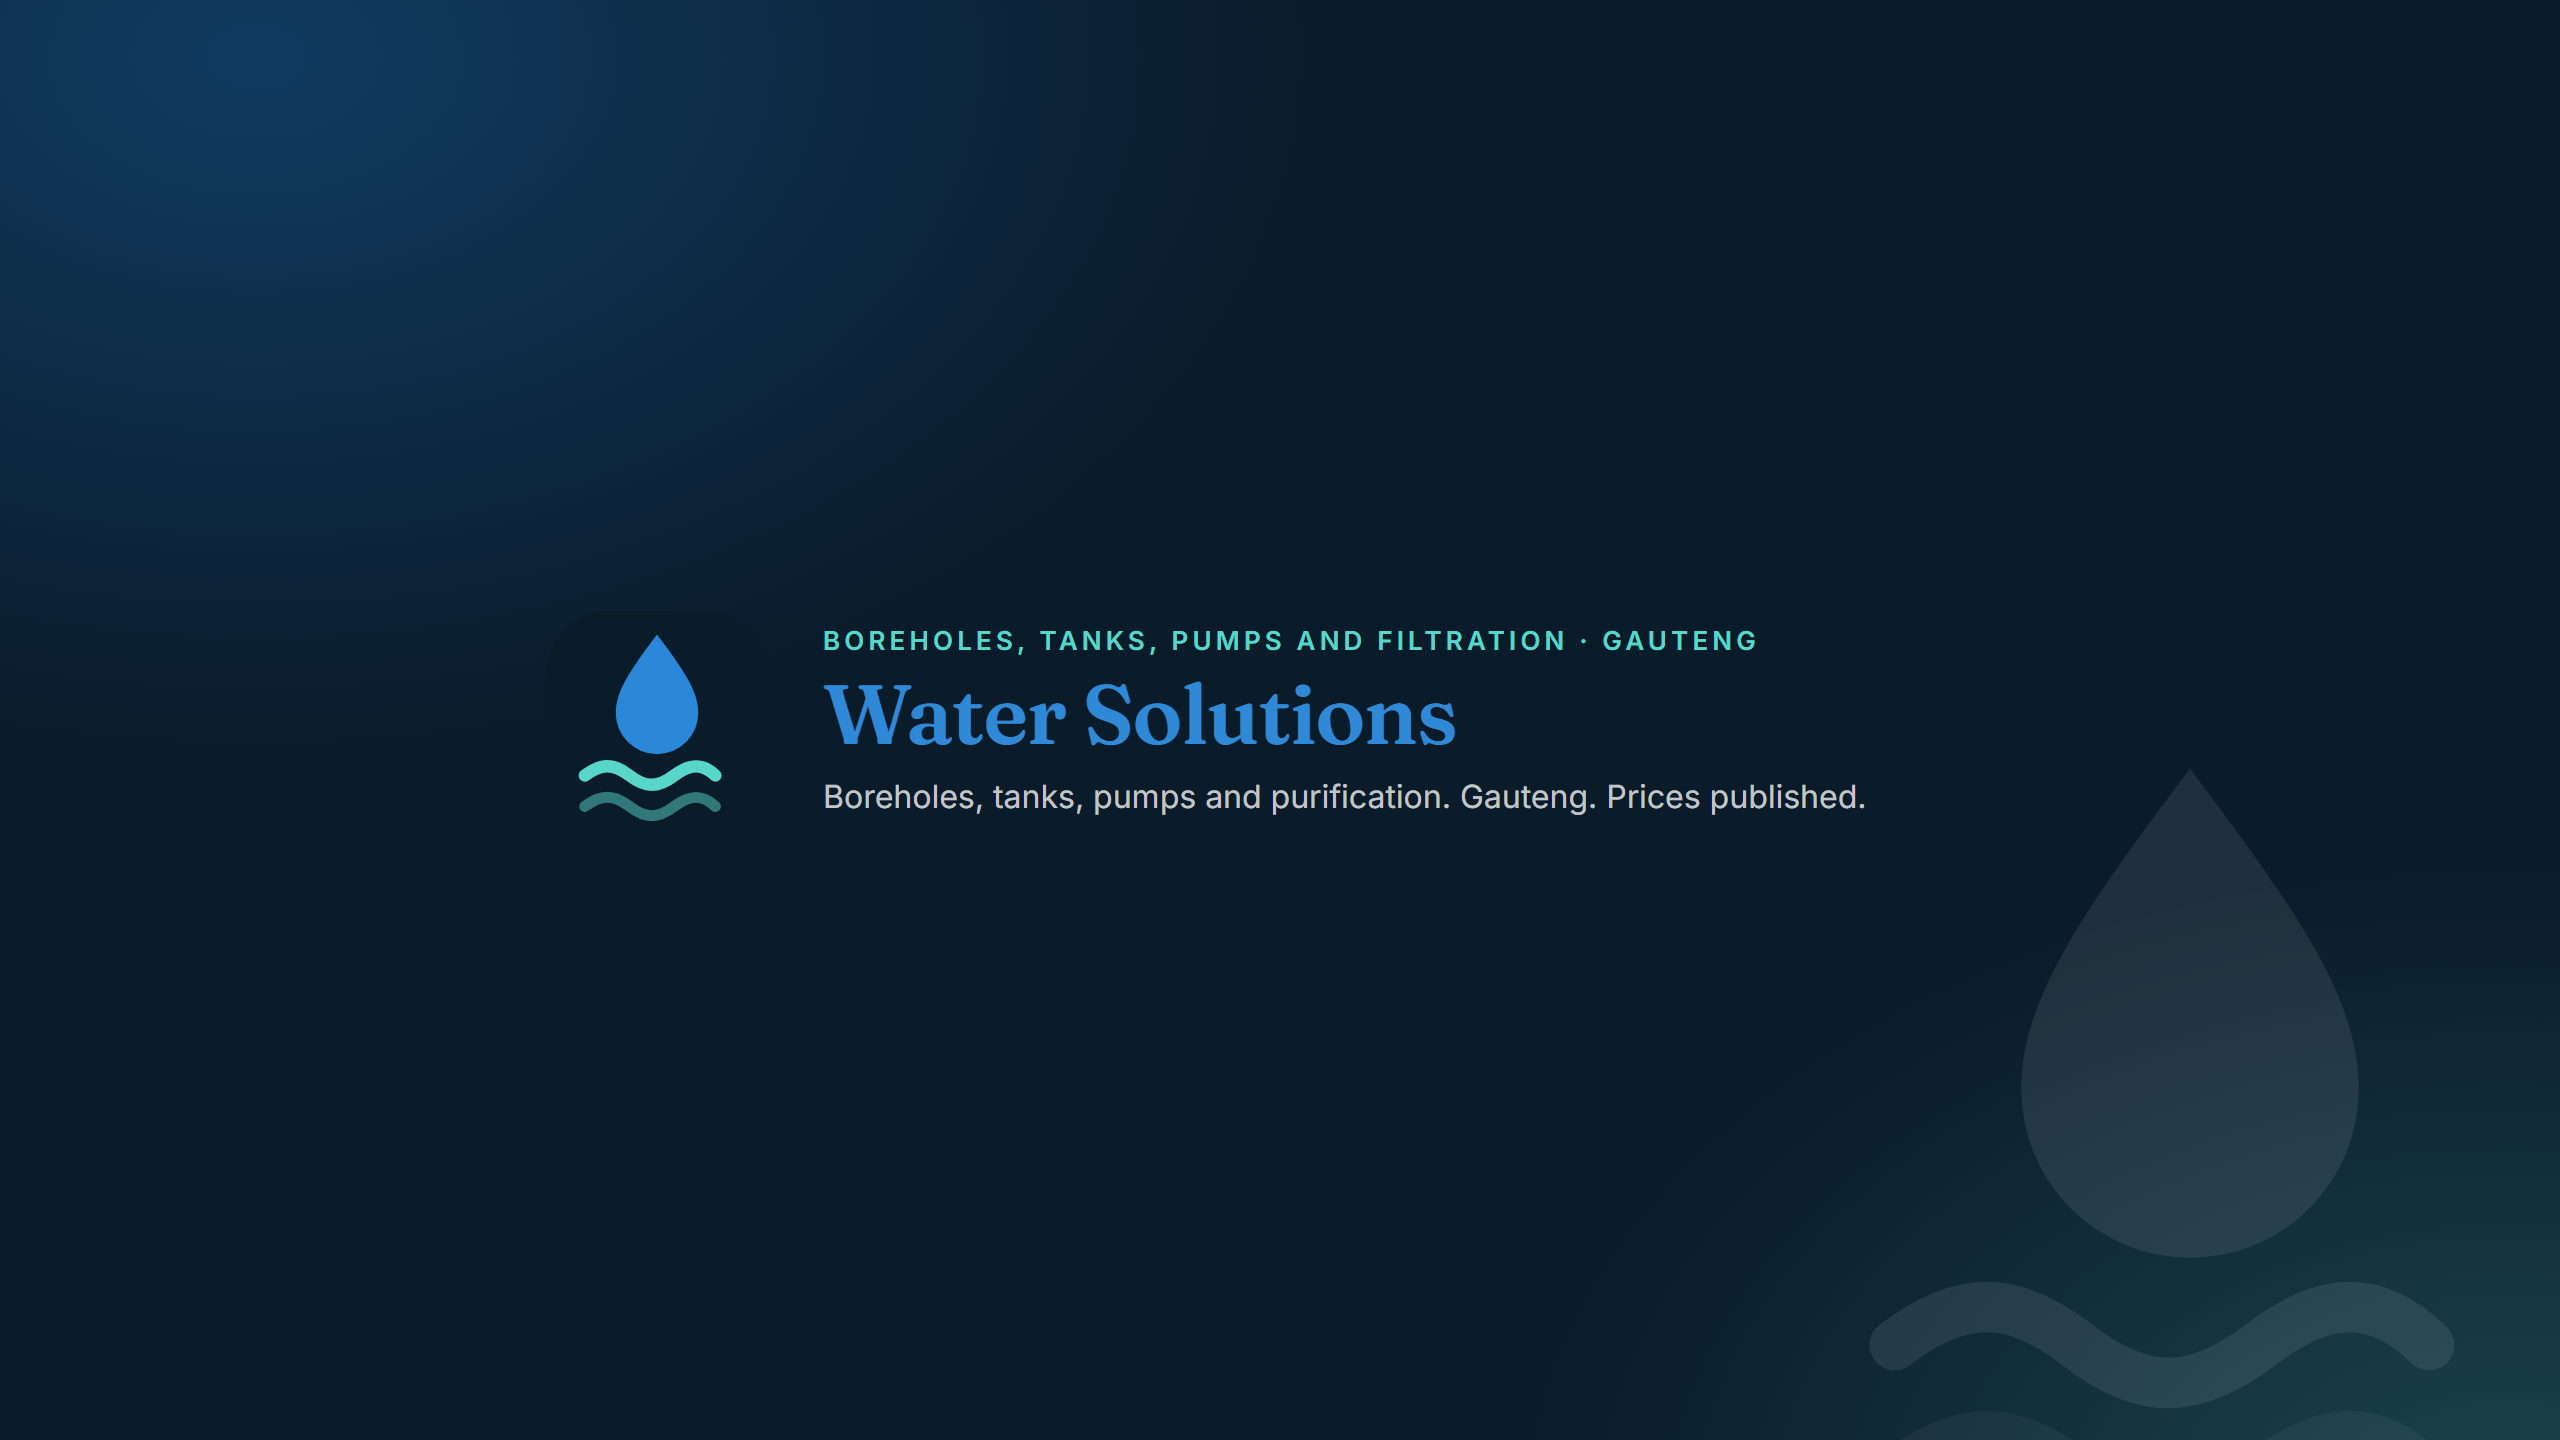 BOREHOLES, TANKS, PUMPS AND FILTRATION · GAUTENG
Water Solutions
Boreholes, tanks, pumps and purification. Gauteng. Prices published.